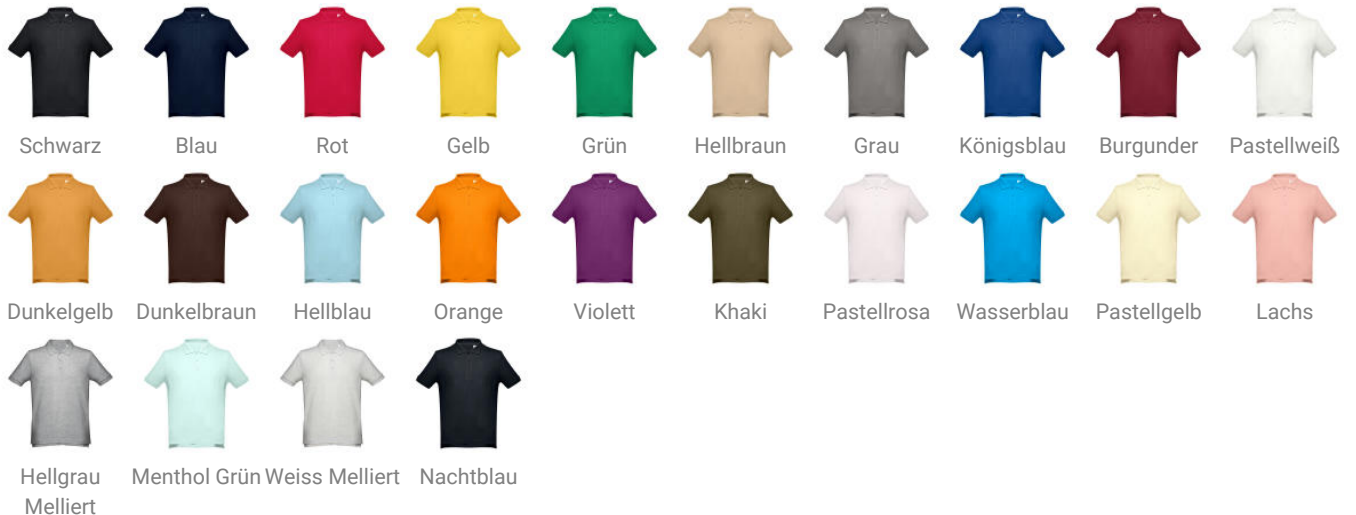 Schwarz Blau Rot Gelb Grün Hellbraun Grau Königsblau Burgunder Pastellweiß
Dunkelgelb Dunkelbraun Hellblau Orange Violett Khaki Pastellrosa Wasserblau Pastellgelb Lachs
Hellgrau Menthol Grün Weiss Melliert Nachtblau
Melliert